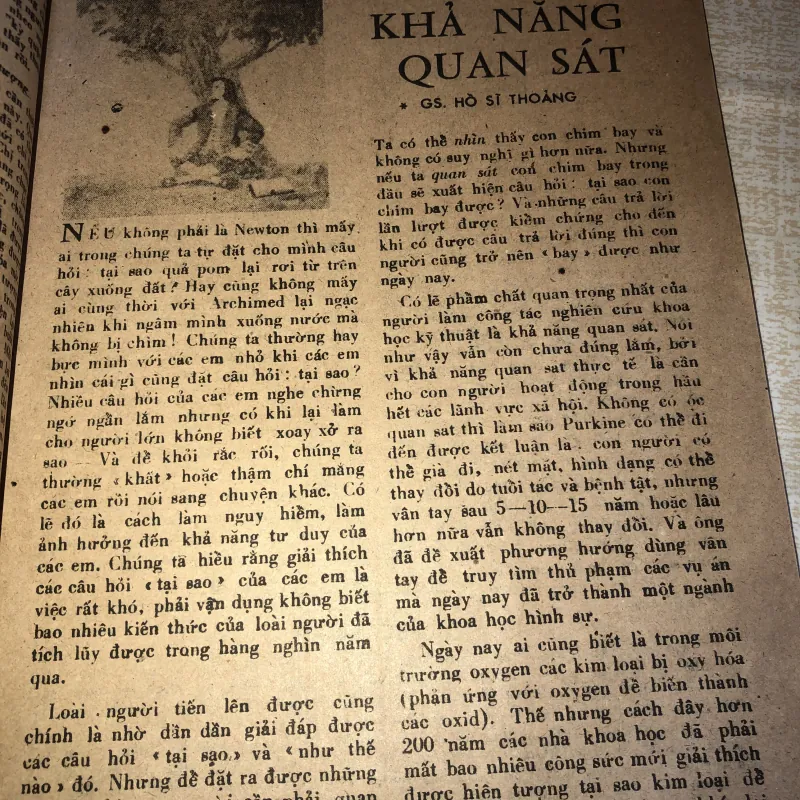 KHẢ NĂNG
QUAN SÁT
* GS. HỒ SĨ THOẢNG
NẾU không phải là Newton thì mấy
ai trong chúng ta tự đặt cho mình câu
hỏi: tại sao quả pom lại rơi từ trên
cây xuống đất? Hay cũng không mấy
ai cùng thời với Archimed lại ngạc
nhiên khi ngâm mình xuống nước mà
không bị chìm! Chúng ta thường hay
bực mình với các em nhỏ khi các em
nhìn cái gì cũng đặt câu hỏi: tại sao?
Nhiều câu hỏi của các em nghe chừng
ngớ ngẩn lắm nhưng có khi lại làm
cho người lớn không biết xoay xở ra
sao — Và để khỏi rắc rối, chúng ta
thường «khất» hoặc thậm chí mắng
các em rồi nói sang chuyện khác. Có
lẽ đó là cách làm nguy hiểm, làm
ảnh hưởng đến khả năng tư duy của
các em. Chúng ta hiểu rằng giải thích
các câu hỏi «tại sao» của các em là
việc rất khó, phải vận dụng không biết
bao nhiêu kiến thức của loài người đã
tích lũy được trong hàng nghìn năm
qua.
Loài người tiến lên được cũng
chính là nhờ dần dần giải đáp được
các câu hỏi «tại sao» và «như thế
nào» đó. Nhưng để đặt ra được những
Ta có thể nhìn thấy con chim bay và
không có suy nghĩ gì hơn nữa. Nhưng
nếu ta quan sát con chim bay trong
đầu sẽ xuất hiện câu hỏi: tại sao con
chim bay được? Và những câu trả lời
lần lượt được kiểm chứng cho đến
khi có được câu trả lời đúng thì con
người cũng trở nên «bay» được như
ngày nay.
Có lẽ phẩm chất quan trọng nhất của
người làm công tác nghiên cứu khoa
học kỹ thuật là khả năng quan sát. Nói
như vậy vẫn còn chưa đúng lắm, bởi
vì khả năng quan sát thực tế là cần
cho con người hoạt động trong hầu
hết các lãnh vực xã hội. Không có óc
quan sát thì làm sao Purkine có thể đi
đến được kết luận là. con người có
thể già đi, nét mặt, hình dạng có thể
thay đổi do tuổi tác và bệnh tật, nhưng
vân tay sau 5—10—15 năm hoặc lâu
hơn nữa vẫn không thay đổi. Và ông
đã đề xuất phương hướng dùng vân
tay để truy tìm thủ phạm các vụ án
mà ngày nay đã trở thành một ngành
của khoa học hình sự.
Ngày nay ai cũng biết là trong môi
trường oxygen các kim loại bị oxy hóa
(phản ứng với oxygen để biến thành
các oxid). Thế nhưng cách đây hơn
200 năm các nhà khoa học đã phải
mất bao nhiêu công sức mới giải thích
được hiện tượng tại sao kim loại để